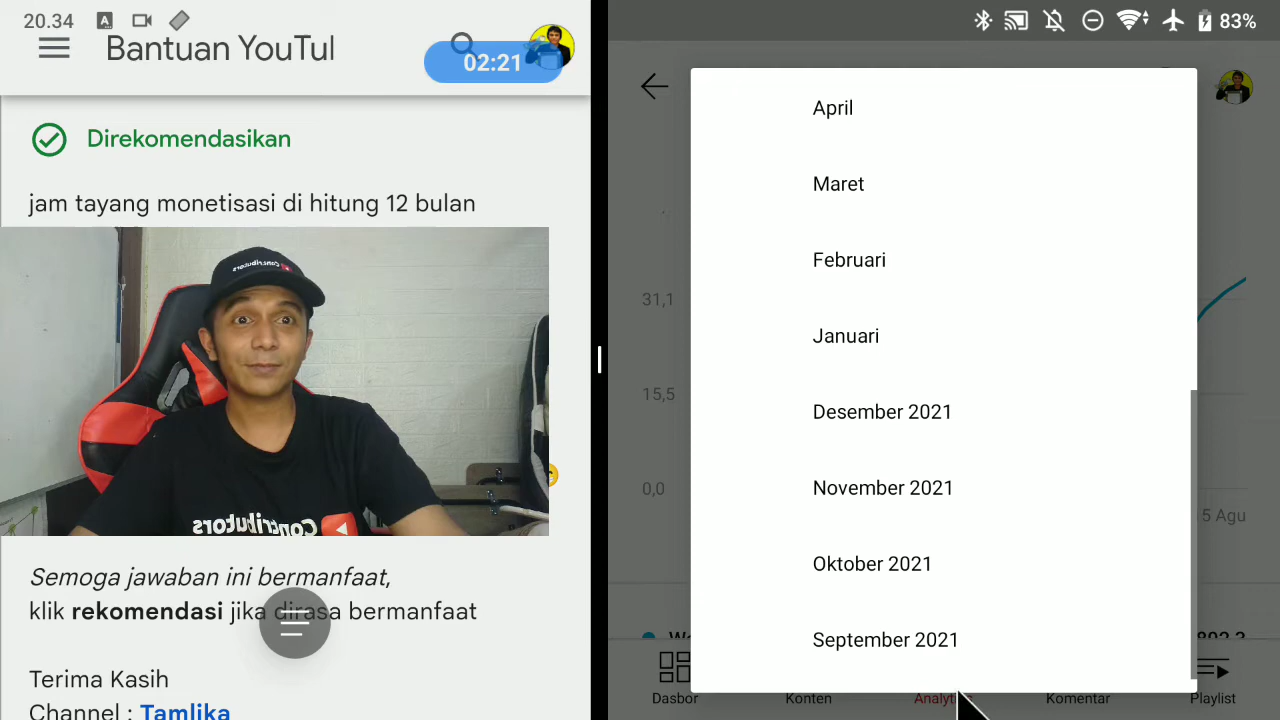 20.34
Bantuan YouTul
02:21
Direkomendasikan
jam tayang monetisasi di hitung 12 bulan
Contributors
Contributors
Semoga jawaban ini bermanfaat,
klik rekomendasi jika dirasa bermanfaat
Terima Kasih
Channel : Tamlika
83%
April
Maret
Februari
Januari
Desember 2021
November 2021
Oktober 2021
September 2021
31,1
15,5
0,0
5 Agu
Dasbor
Konten
Komentar
Playlist